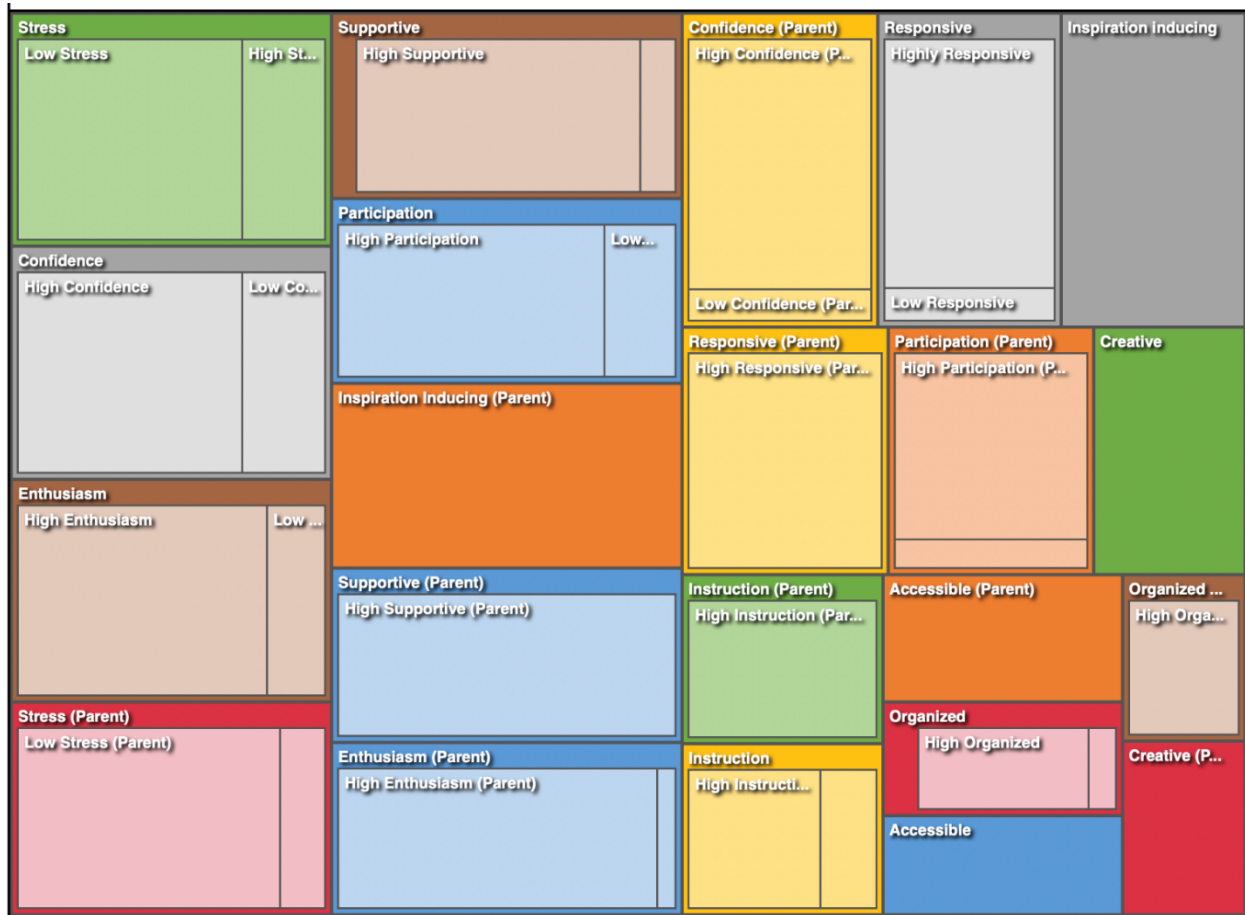 Stress
Low Stress
High St...
Confidence
High Confidence
Low Co...
Enthusiasm
High Enthusiasm
Low ...
Stress (Parent)
Low Stress (Parent)
Supportive
High Supportive
Participation
High Participation
Low...
Inspiration Inducing (Parent)
Supportive (Parent)
High Supportive (Parent)
Enthusiasm (Parent)
High Enthusiasm (Parent)
Confidence (Parent)
High Confidence (P...
Low Confidence (Par...
Responsive
Highly Responsive
Low Responsive
Inspiration inducing
Responsive (Parent)
High Responsive (Par...
Participation (Parent)
High Participation (P...
Creative
Instruction (Parent)
High Instruction (Par...
Instruction
High Instructi...
Accessible (Parent)
Organized ...
High Orga...
Organized
High Organized
Accessible
Creative (P...